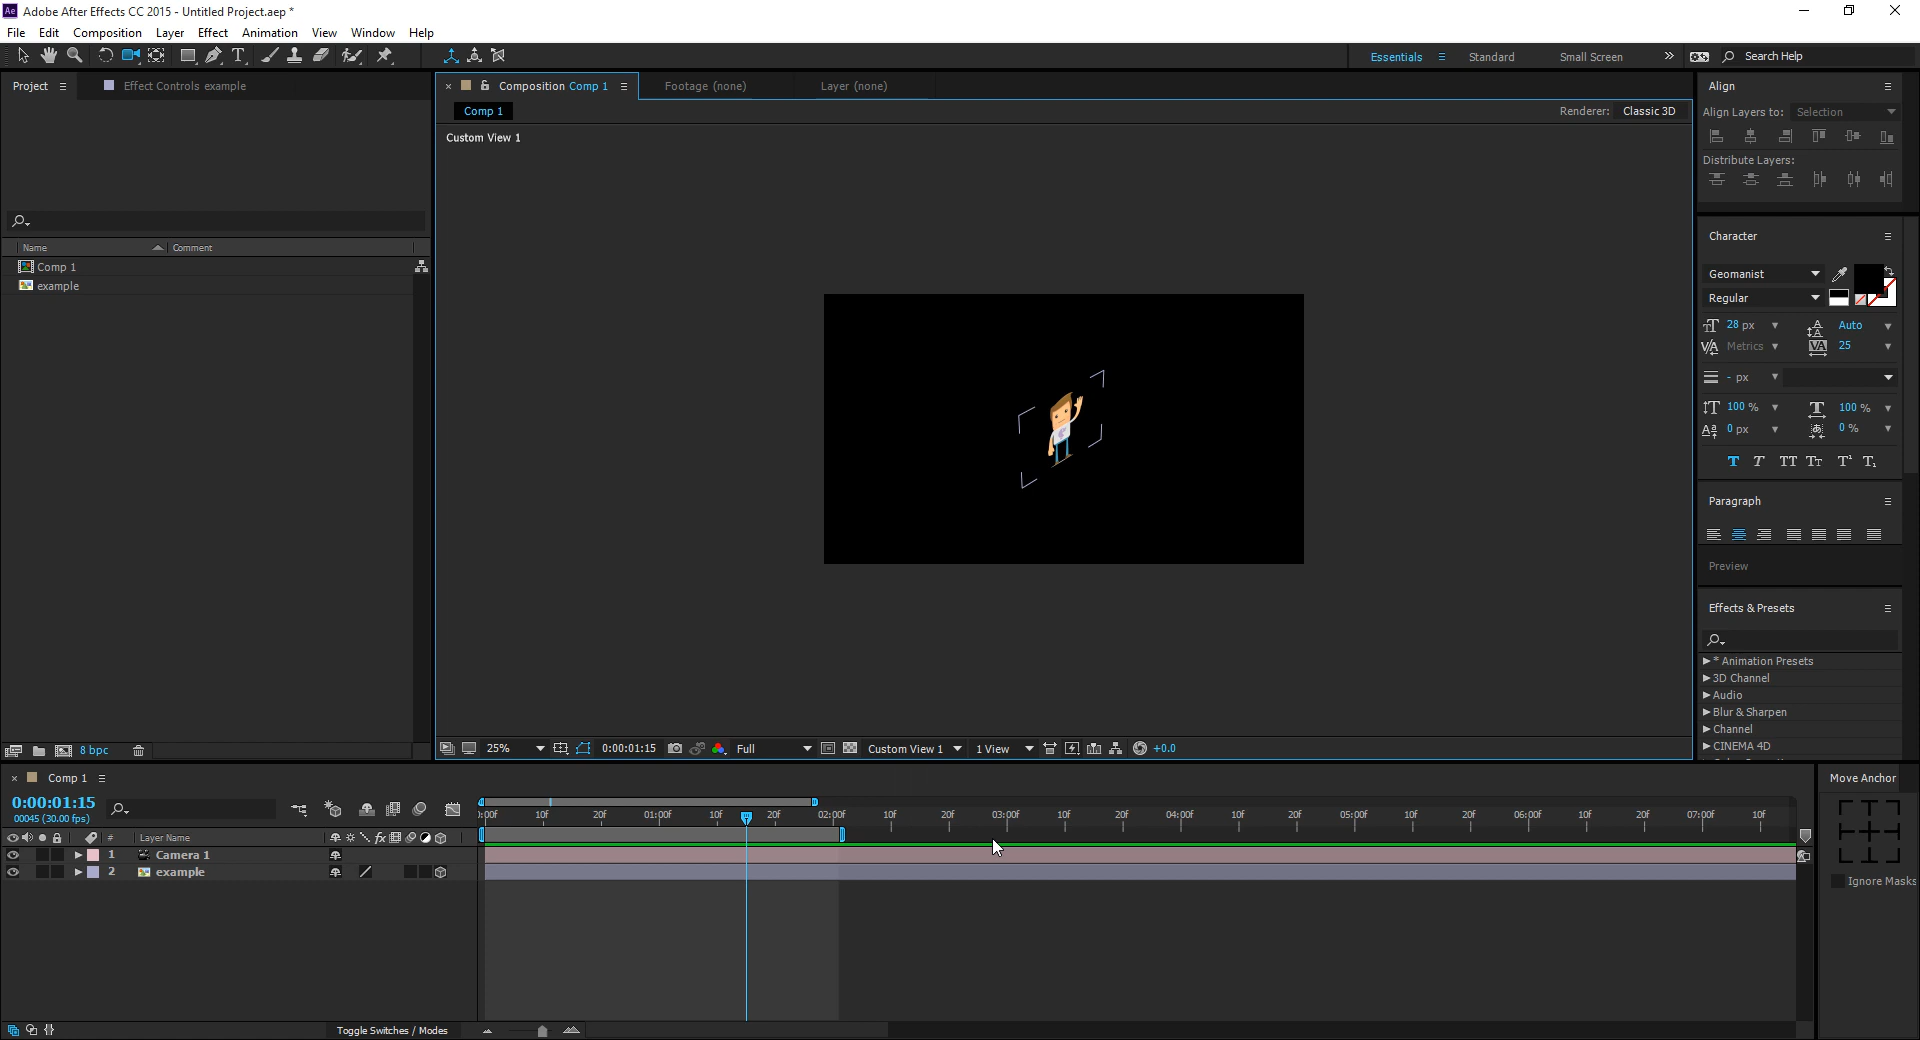 Adobe After Effects CC 2015 - Untitled Project.aep *
File Edit Composition Layer Effect Animation View Window Help
Essentials Standard Small Screen Search Help
Project Effect Controls example
Composition Comp 1 Footage (none) Layer (none)
Comp 1 Renderer: Classic 3D
Custom View 1
Name Comment
Comp 1
example
8 bpc
25% 0:00:01:15 Full Custom View 1 1 View +0.0
Align
Align Layers to: Selection
Distribute Layers:
Character
Geomanist
Regular
28 px Auto
Metrics 25
- px
100 % 100 %
0 px 0 %
Paragraph
Preview
Effects & Presets
* Animation Presets
3D Channel
Audio
Blur & Sharpen
Channel
CINEMA 4D
Comp 1
0:00:01:15
00045 (30.00 fps)
:00f 10f 20f 01:00f 10f 20f 02:00f 10f 20f 03:00f 10f 20f 04:00f 10f 20f 05:00f 10f 20f 06:00f 10f 20f 07:00f 10f
# Layer Name
1 Camera 1
2 example
Toggle Switches / Modes
Move Anchor
Ignore Masks